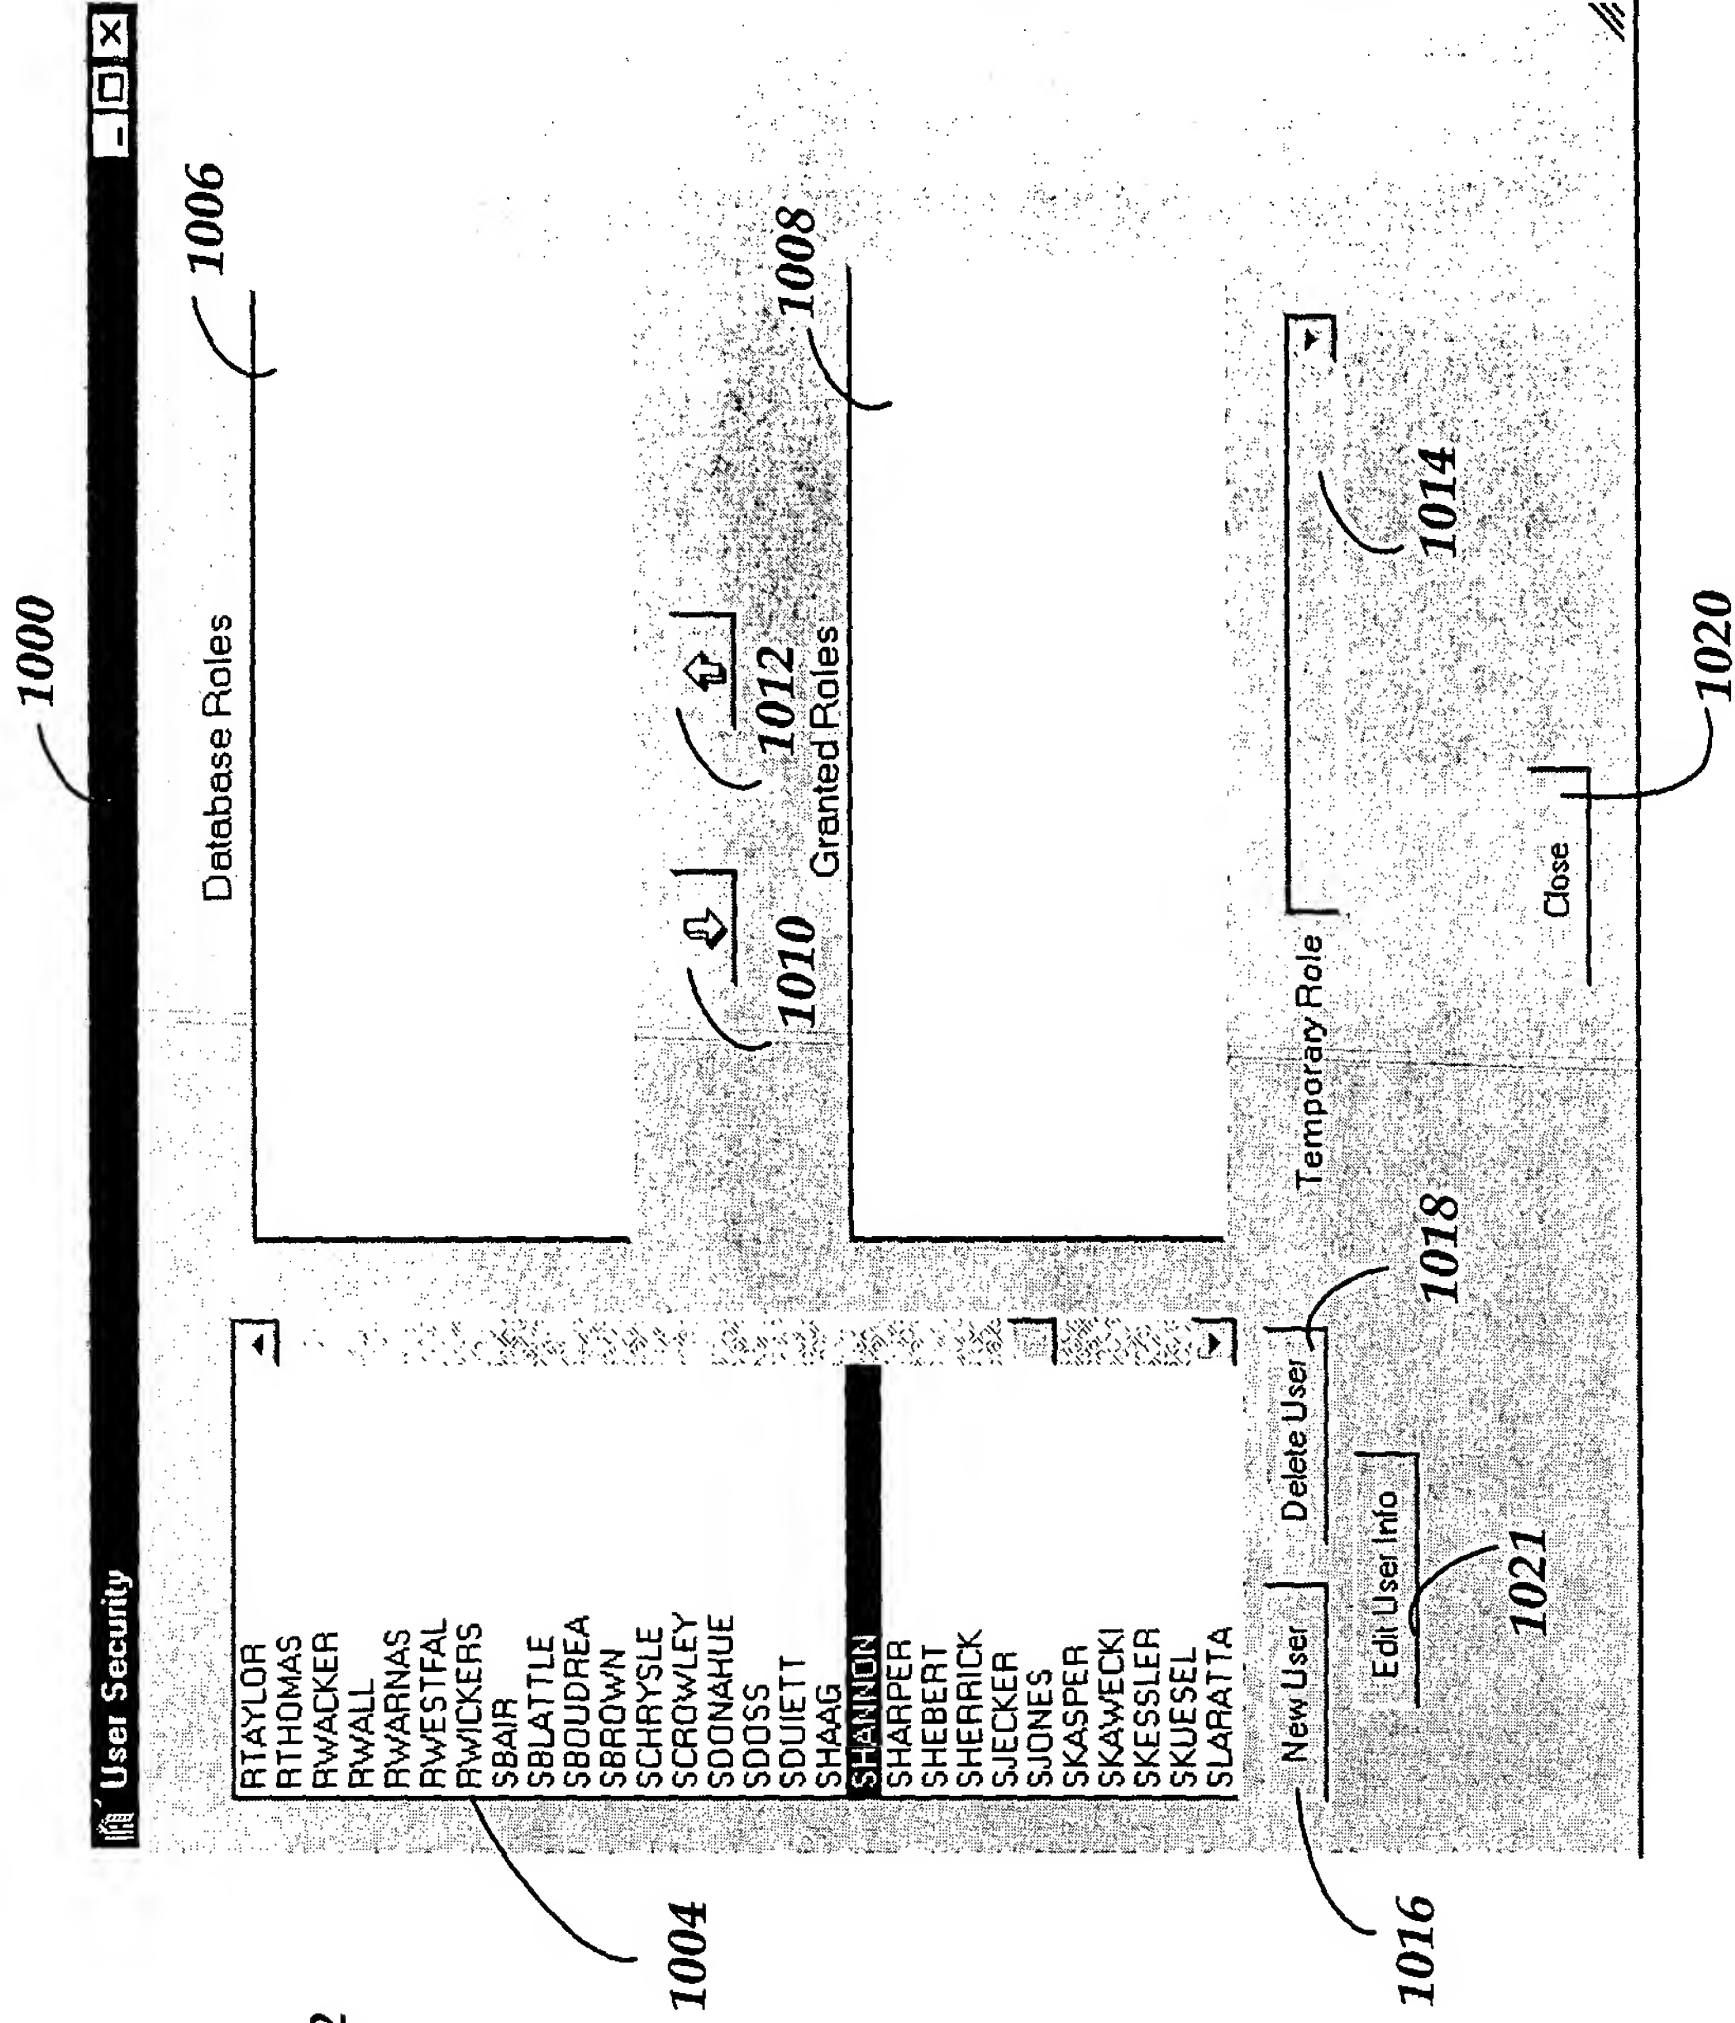 1000
User Security
Database Roles
1006
RTAYLOR
RTHOMAS
RWACKER
RWALL
RWARNAS
RWESTFAL
RWICKERS
SBAIR
SBLATTLE
SBOUDREA
SBROWN
SCHRYSLE
SCROWLEY
SDONAHUE
SDOSS
SDUIETT
SHAAG
SHANNON
SHARPER
SHEBERT
SHERRICK
SJECKER
SJONES
SKASPER
SKAWECKI
SKESSLER
SKUESEL
SLARATTA
1004
1010
1012
Granted Roles
1008
New User
Delete User
Temporary Role
1014
1018
1016
Edit User Info
1021
Close
1020